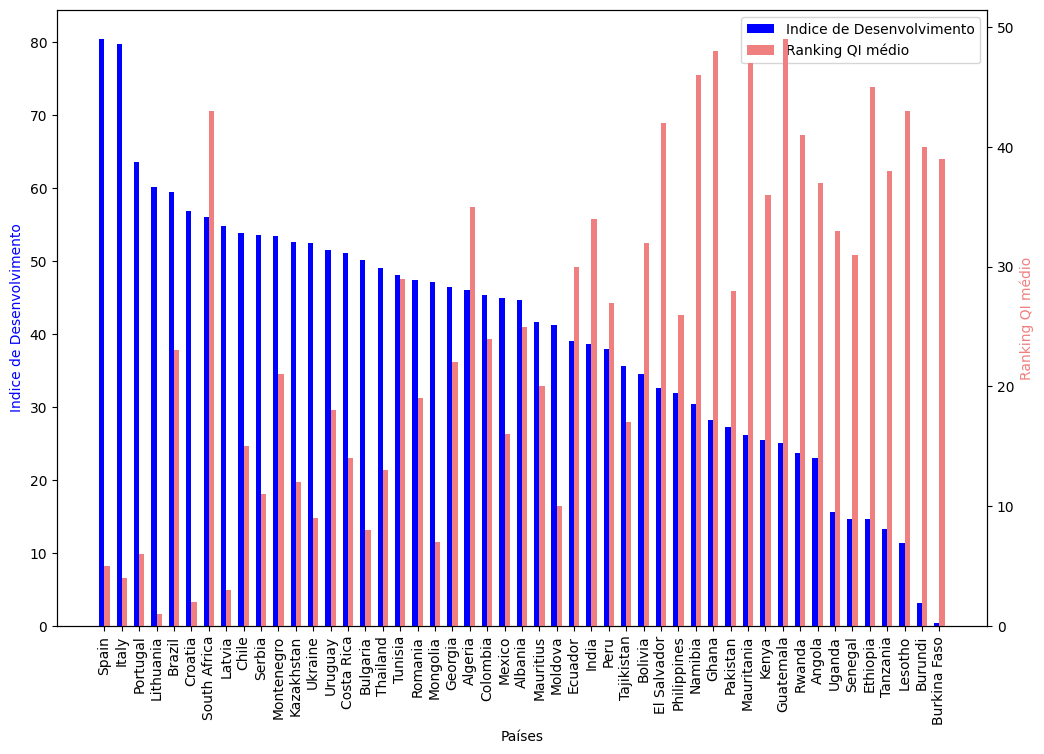 Indice de Desenvolvimento
Ranking QI médio
80
70
60
50
40
30
20
10
0
Indice de Desenvolvimento
50
40
30
20
10
0
Ranking QI médio
Spain
Italy
Portugal
Lithuania
Brazil
Croatia
South Africa
Latvia
Chile
Serbia
Montenegro
Kazakhstan
Ukraine
Uruguay
Costa Rica
Bulgaria
Thailand
Tunisia
Romania
Mongolia
Georgia
Algeria
Colombia
Mexico
Albania
Mauritius
Moldova
Ecuador
India
Peru
Tajikistan
Bolivia
El Salvador
Philippines
Namibia
Ghana
Pakistan
Mauritania
Kenya
Guatemala
Rwanda
Angola
Uganda
Senegal
Ethiopia
Tanzania
Lesotho
Burundi
Burkina Faso
Países